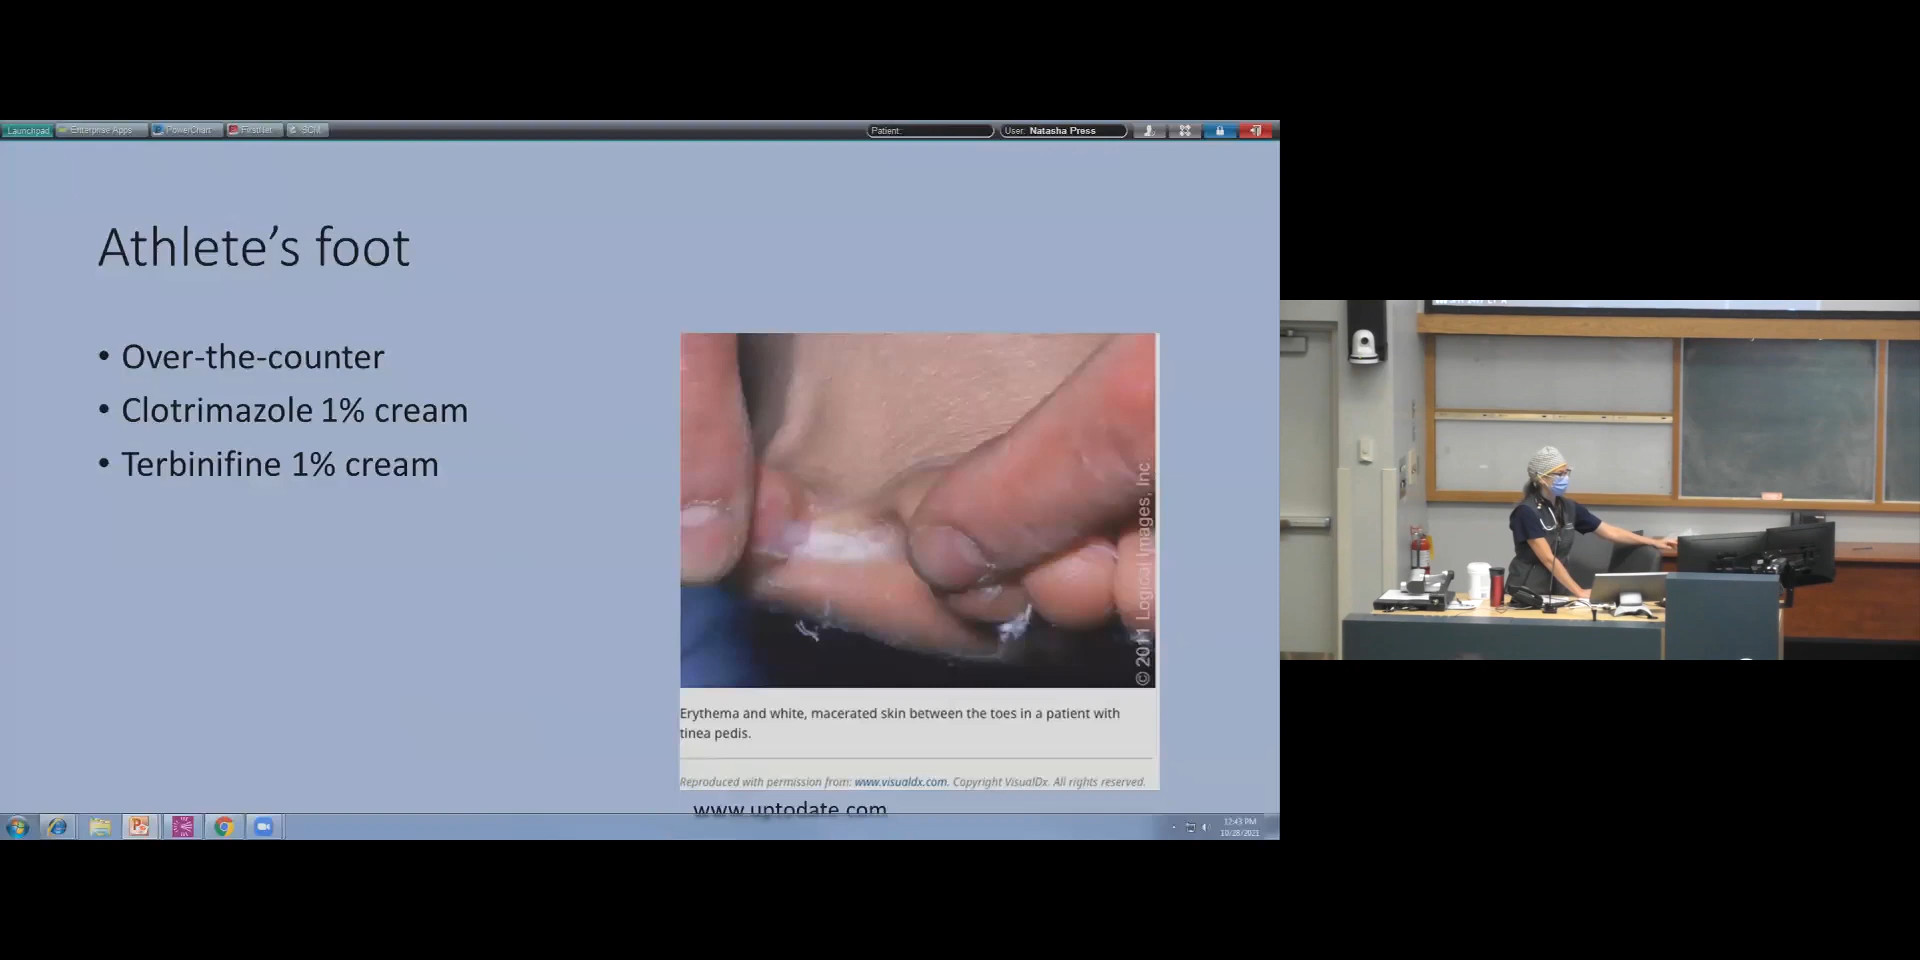 Launchpad Enterprise Apps PowerChart FirstNet SCM Patient: User: Natasha Press
Athlete’s foot
• Over-the-counter
• Clotrimazole 1% cream
• Terbinifine 1% cream
© 2011 Logical Images, Inc.
Erythema and white, macerated skin between the toes in a patient with
tinea pedis.
Reproduced with permission from: www.visualdx.com. Copyright VisualDx. All rights reserved.
www.uptodate.com
12:43 PM
10/28/2021